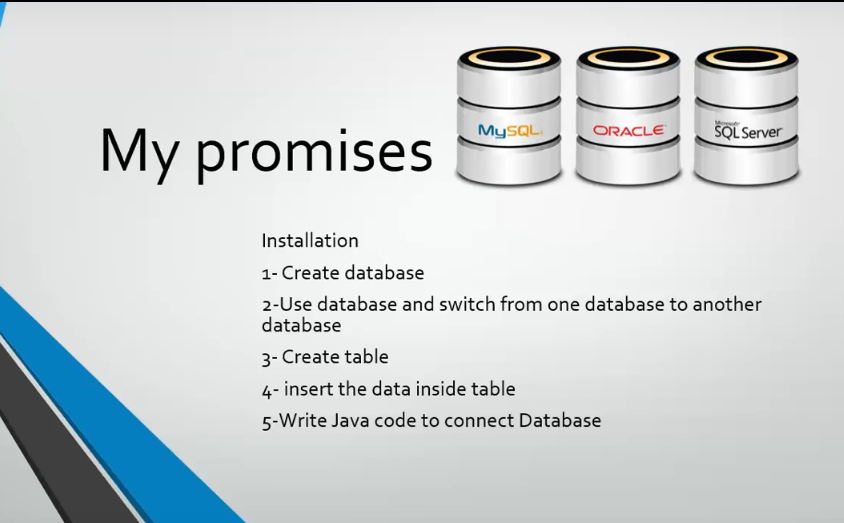 My promises
MySQL
ORACLE
Microsoft
SQL Server
Installation
1- Create database
2-Use database and switch from one database to another
database
3- Create table
4- insert the data inside table
5-Write Java code to connect Database